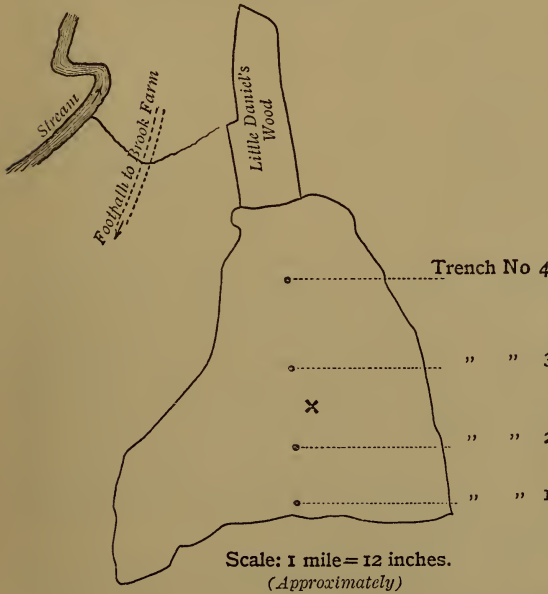 Stream
Footpath to Brook Farm
Little Daniel's
Wood
Trench No 4
" " 3
×
" " 2
" " 1
Scale: 1 mile = 12 inches.
(Approximately)